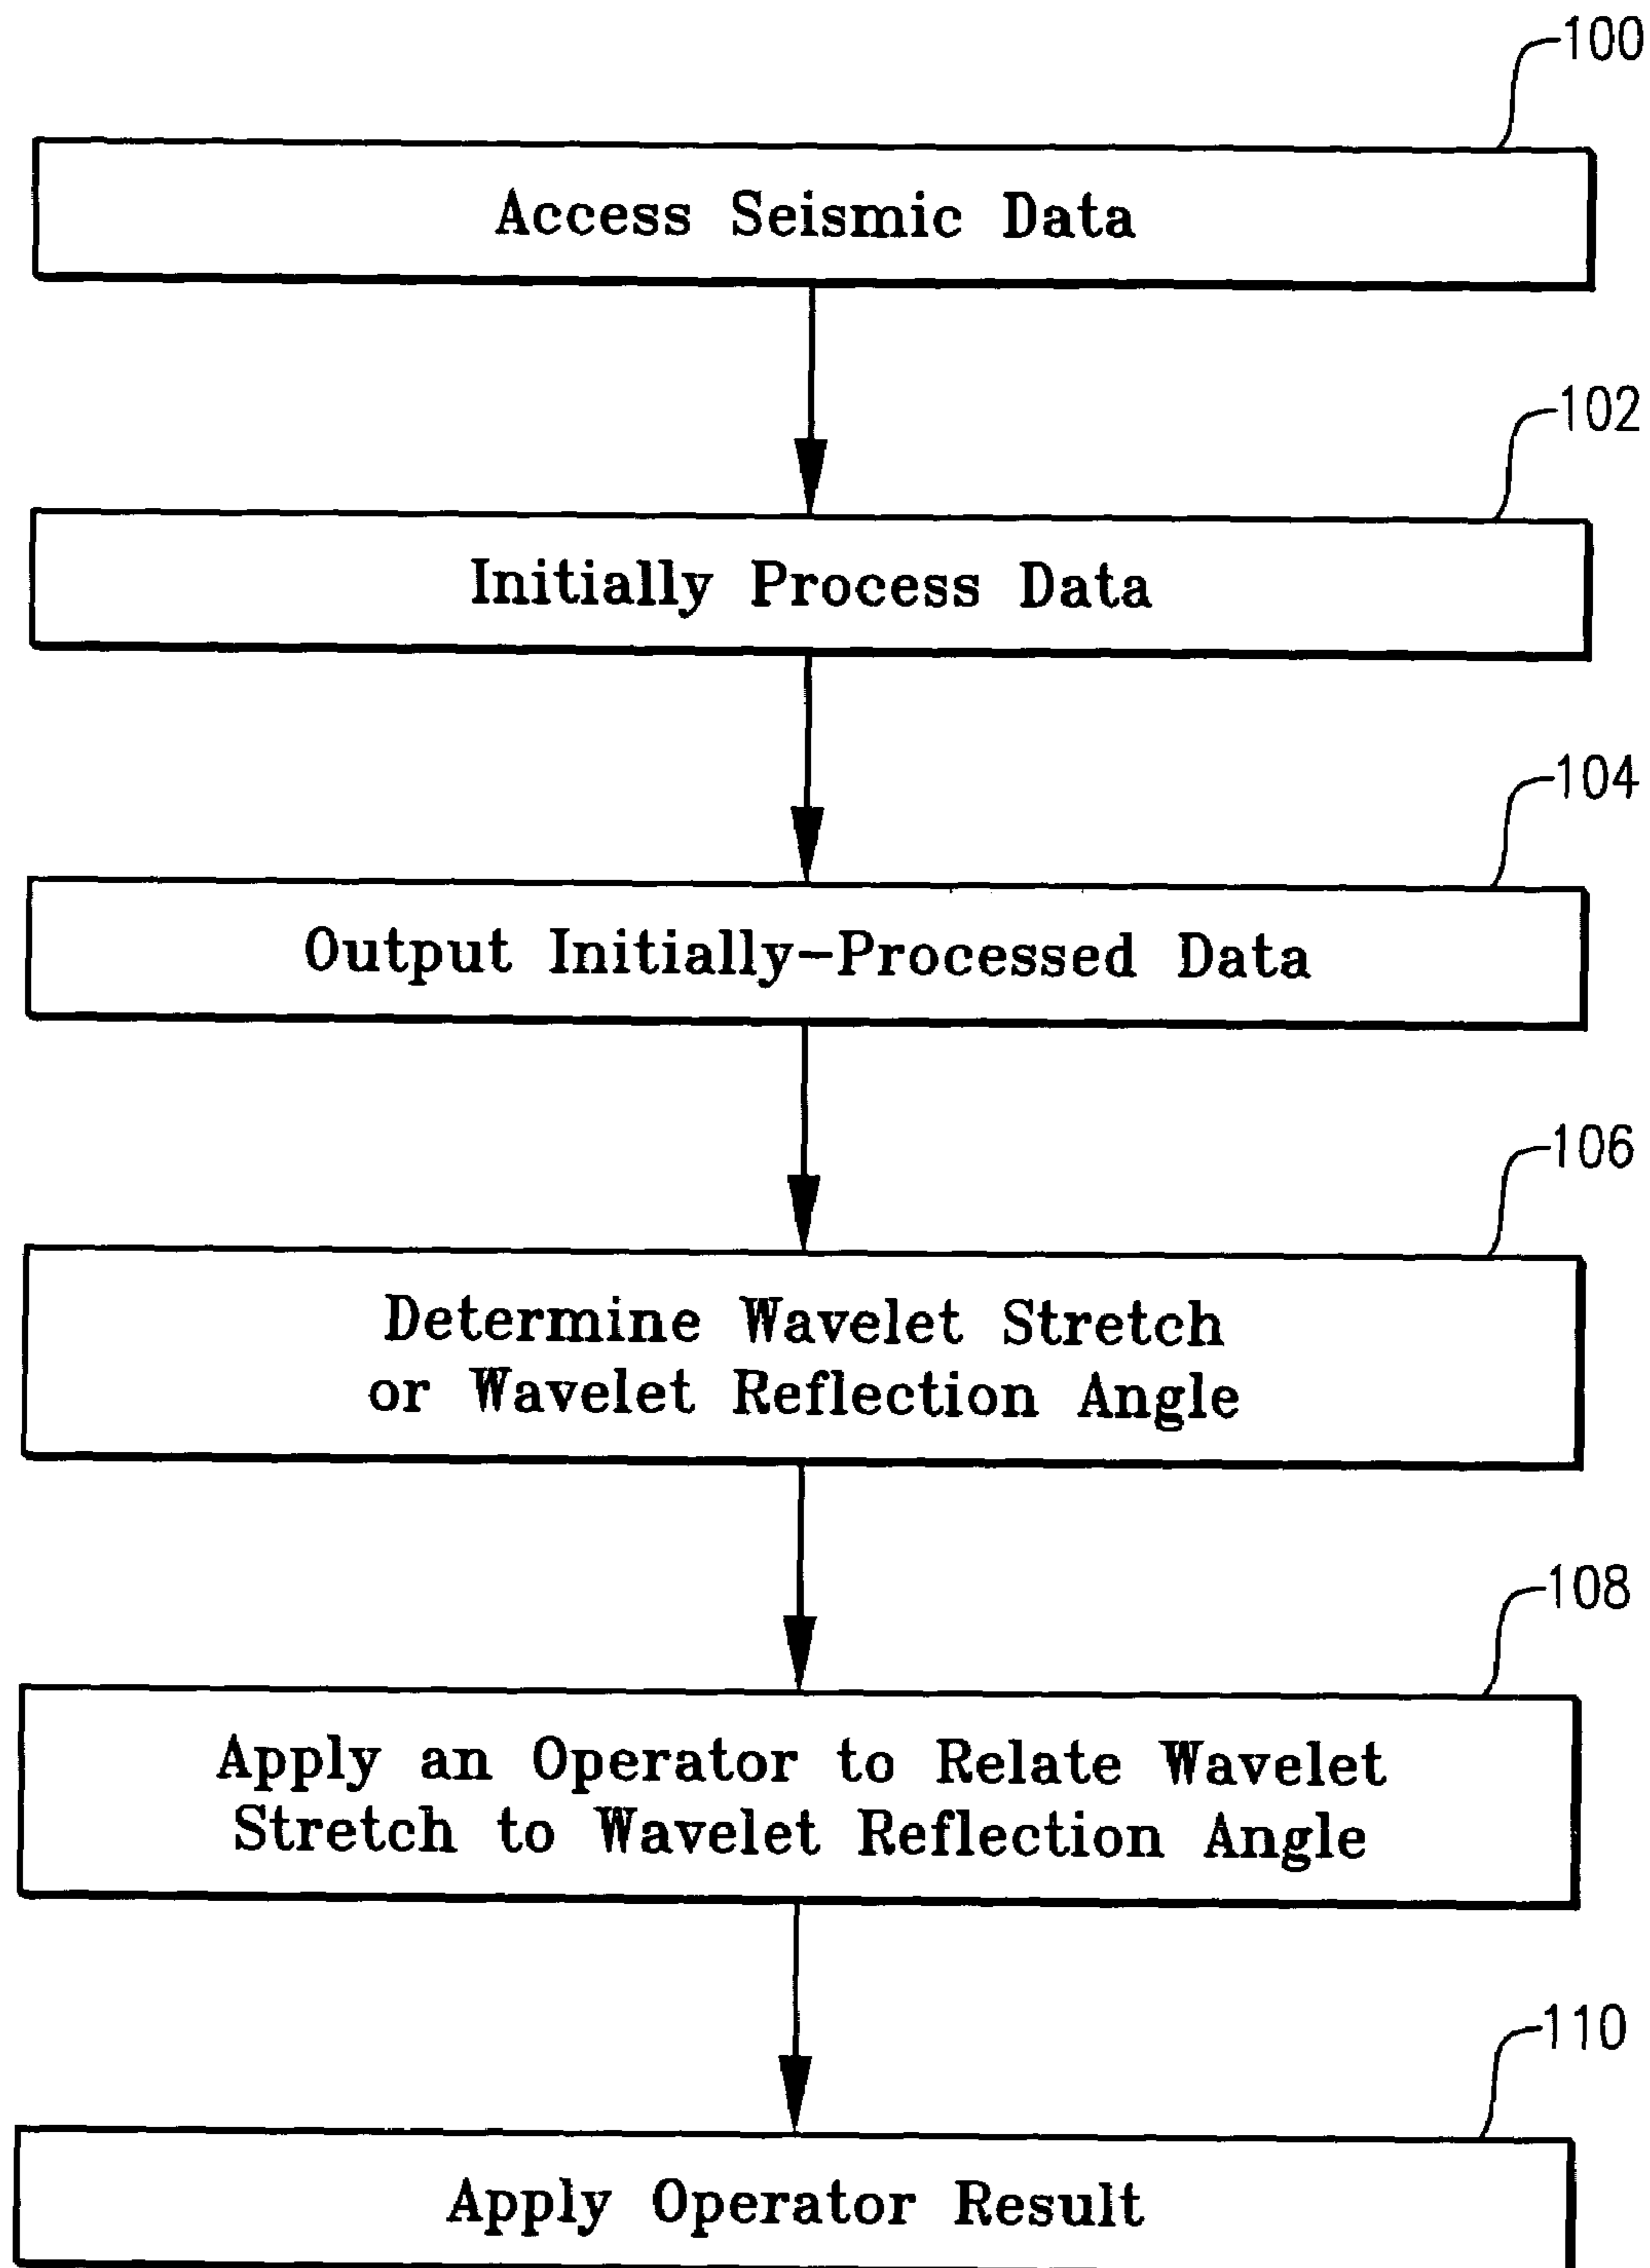 100
Access Seismic Data
102
Initially Process Data
104
Output Initially-Processed Data
106
Determine Wavelet Stretch
or Wavelet Reflection Angle
108
Apply an Operator to Relate Wavelet
Stretch to Wavelet Reflection Angle
110
Apply Operator Result